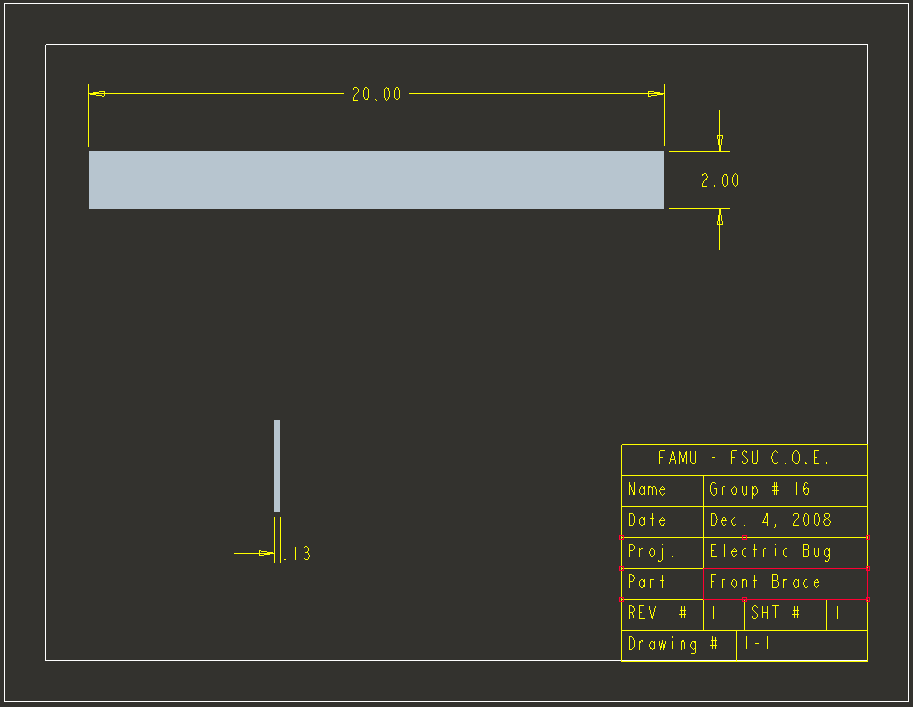 20.00
2.00
.13
FAMU - FSU C.O.E.
Name Group # 16
Date Dec. 4, 2008
Proj. Electric Bug
Part Front Brace
REV # 1 SHT # 1
Drawing # 1-1